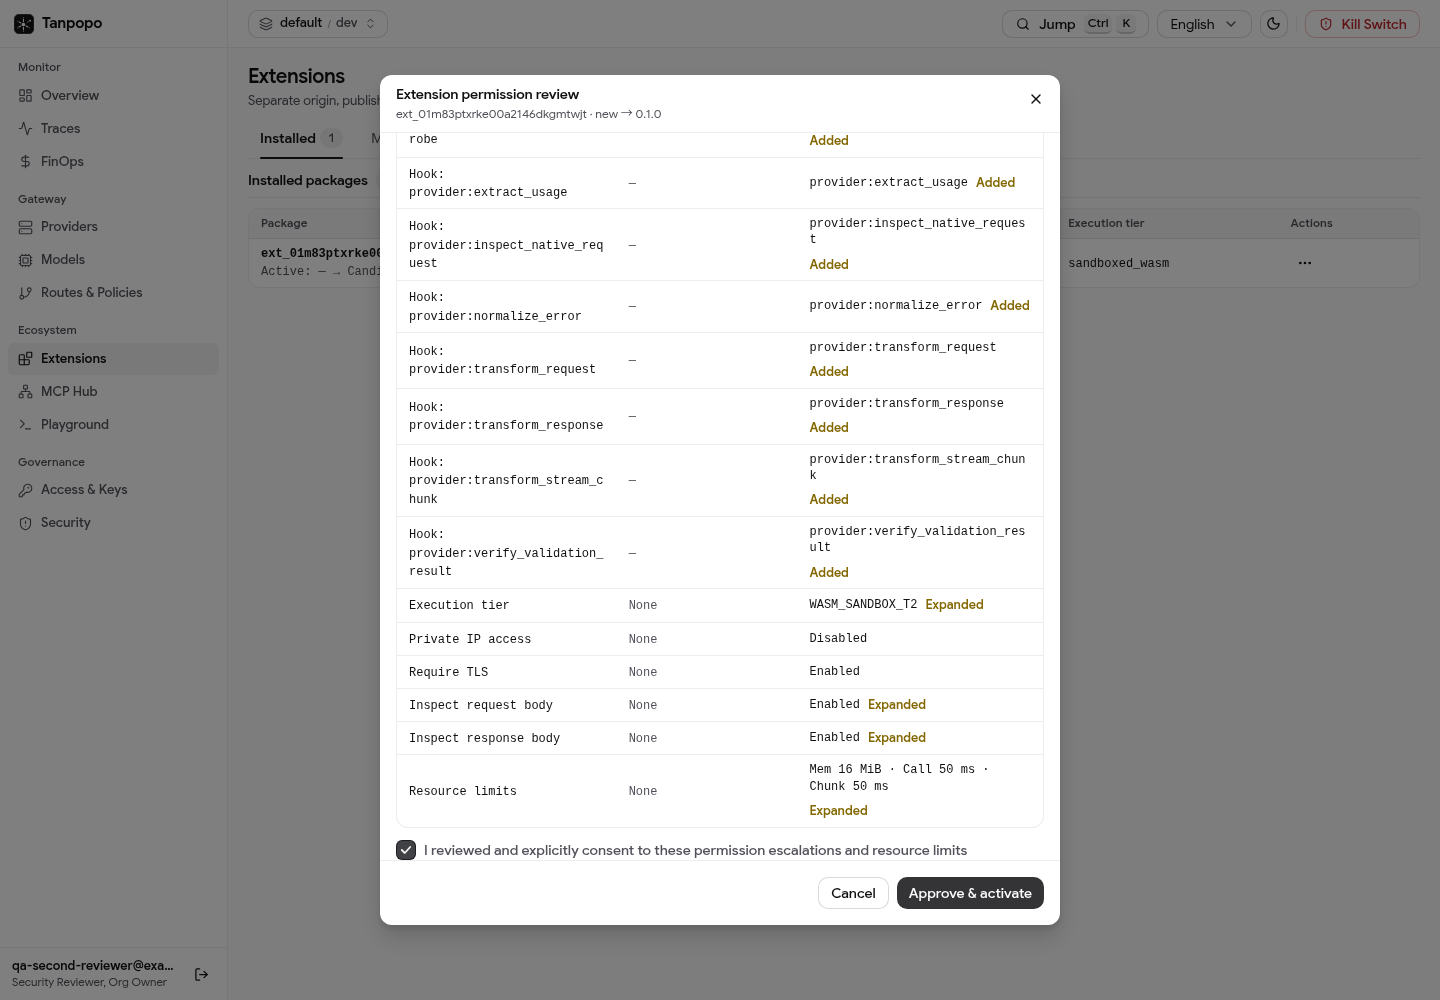 Tanpopo
default / dev
Jump Ctrl K
English
Kill Switch
Monitor
Overview
Traces
FinOps
Gateway
Providers
Models
Routes & Policies
Ecosystem
Extensions
MCP Hub
Playground
Governance
Access & Keys
Security
qa-second-reviewer@exa...
Security Reviewer, Org Owner
Extensions
Separate origin, publish
Installed 1
M
Installed packages
Package
Execution tier
Actions
ext_01m83ptxrke00
Active: — → Candi
sandboxed_wasm
Extension permission review
ext_01m83ptxrke00a2146dkgmtwjt · new → 0.1.0
robe
Added
Hook:
provider:extract_usage
—
provider:extract_usage Added
Hook:
provider:inspect_native_req
uest
—
provider:inspect_native_reques
t
Added
Hook:
provider:normalize_error
—
provider:normalize_error Added
Hook:
provider:transform_request
—
provider:transform_request
Added
Hook:
provider:transform_response
—
provider:transform_response
Added
Hook:
provider:transform_stream_c
hunk
—
provider:transform_stream_chun
k
Added
Hook:
provider:verify_validation_
result
—
provider:verify_validation_res
ult
Added
Execution tier
None
WASM_SANDBOX_T2 Expanded
Private IP access
None
Disabled
Require TLS
None
Enabled
Inspect request body
None
Enabled Expanded
Inspect response body
None
Enabled Expanded
Resource limits
None
Mem 16 MiB · Call 50 ms ·
Chunk 50 ms
Expanded
I reviewed and explicitly consent to these permission escalations and resource limits
Cancel
Approve & activate